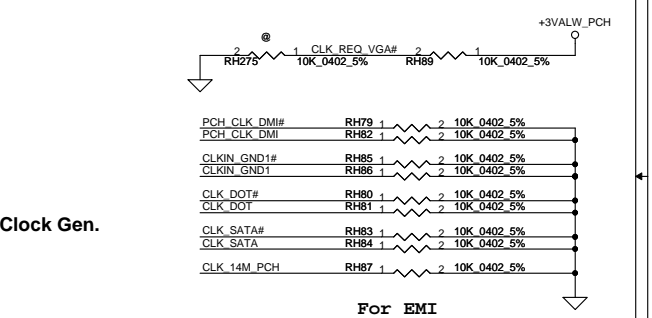 +3VALW_PCH
@
2 1 CLK_REQ_VGA# 2 1
RH275 10K_0402_5% RH89 10K_0402_5%
PCH_CLK_DMI# RH79 1 2 10K_0402_5%
PCH_CLK_DMI RH82 1 2 10K_0402_5%
CLKIN_GND1# RH85 1 2 10K_0402_5%
CLKIN_GND1 RH86 1 2 10K_0402_5%
CLK_DOT# RH80 1 2 10K_0402_5%
CLK_DOT RH81 1 2 10K_0402_5%
Clock Gen.
CLK_SATA# RH83 1 2 10K_0402_5%
CLK_SATA RH84 1 2 10K_0402_5%
CLK_14M_PCH RH87 1 2 10K_0402_5%
For EMI